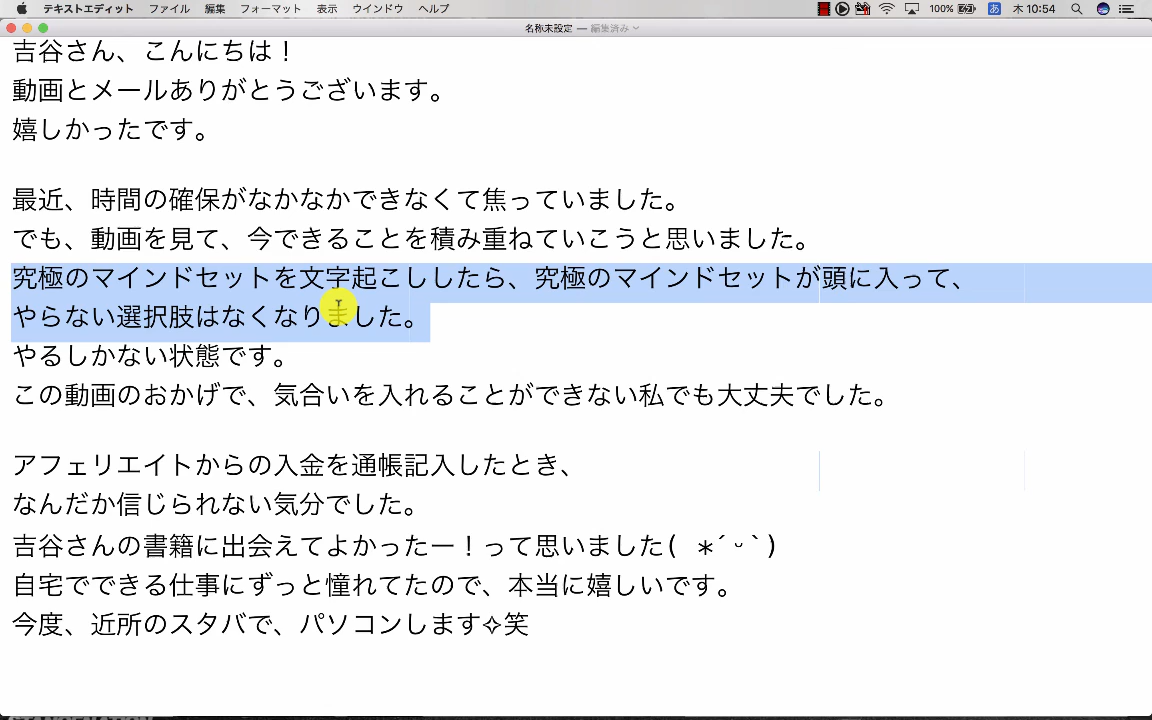 テキストエディット ファイル 編集 フォーマット 表示 ウインドウ ヘルプ 100% あ 木 10:54
名称未設定 — 編集済み
吉谷さん、こんにちは！
動画とメールありがとうございます。
嬉しかったです。
最近、時間の確保がなかなかできなくて焦っていました。
でも、動画を見て、今できることを積み重ねていこうと思いました。
究極のマインドセットを文字起こししたら、究極のマインドセットが頭に入って、
やらない選択肢はなくなりました。
やるしかない状態です。
この動画のおかげで、気合いを入れることができない私でも大丈夫でした。
アフェリエイトからの入金を通帳記入したとき、
なんだか信じられない気分でした。
吉谷さんの書籍に出会えてよかったー！って思いました( ＊´ ᵕ `)
自宅でできる仕事にずっと憧れてたので、本当に嬉しいです。
今度、近所のスタバで、パソコンします✧笑